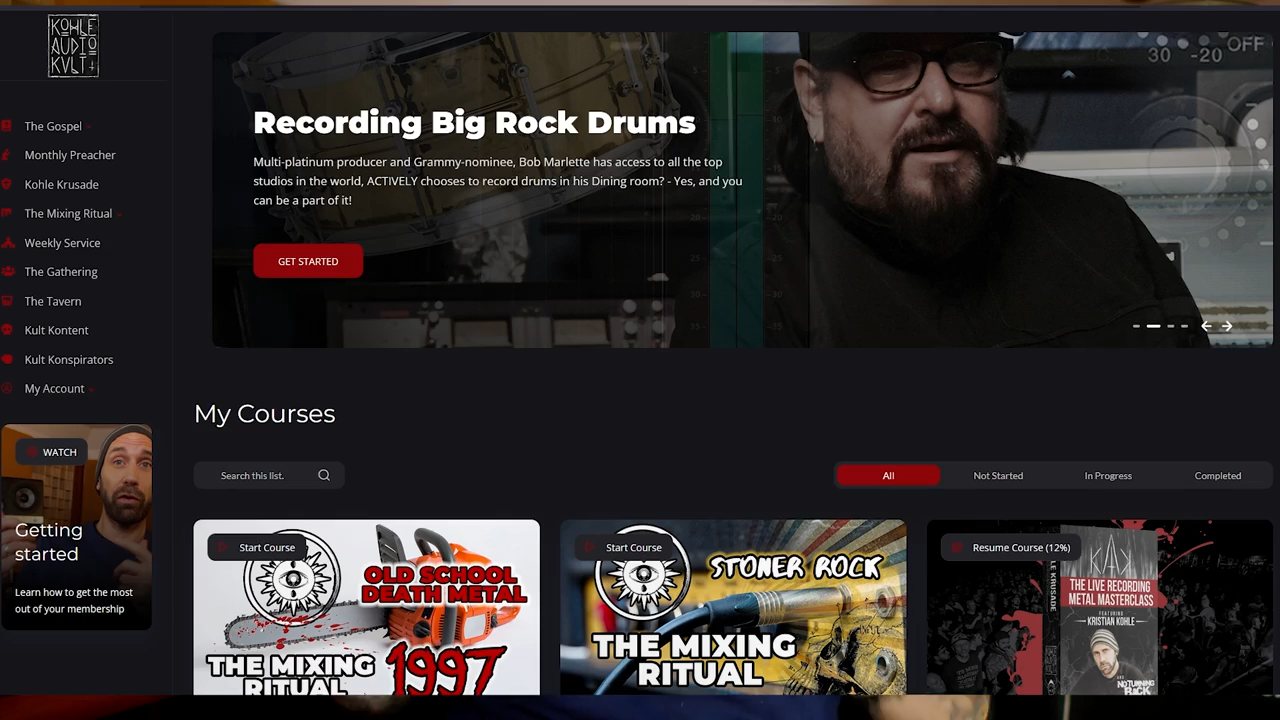 KOHLE
AUDIO
KVLT
The Gospel
Monthly Preacher
Kohle Krusade
The Mixing Ritual
Weekly Service
The Gathering
The Tavern
Kult Kontent
Kult Konspirators
My Account
WATCH
Getting
started
Learn how to get the most
out of your membership
Recording Big Rock Drums
Multi-platinum producer and Grammy-nominee, Bob Marlette has access to all the top
studios in the world, ACTIVELY chooses to record drums in his Dining room? - Yes, and you
can be a part of it!
GET STARTED
30 -20 OFF
My Courses
Search this list.
All
Not Started
In Progress
Completed
Start Course
OLD SCHOOL
DEATH METAL
THE MIXING
RITUAL
1997
Start Course
STONER ROCK
THE MIXING
RITUAL
Resume Course (12%)
THE LIVE RECORDING
METAL MASTERCLASS
FEATURING
KRISTIAN KOHLE
LE KRUSADE
AND
NO TURNING
BACK